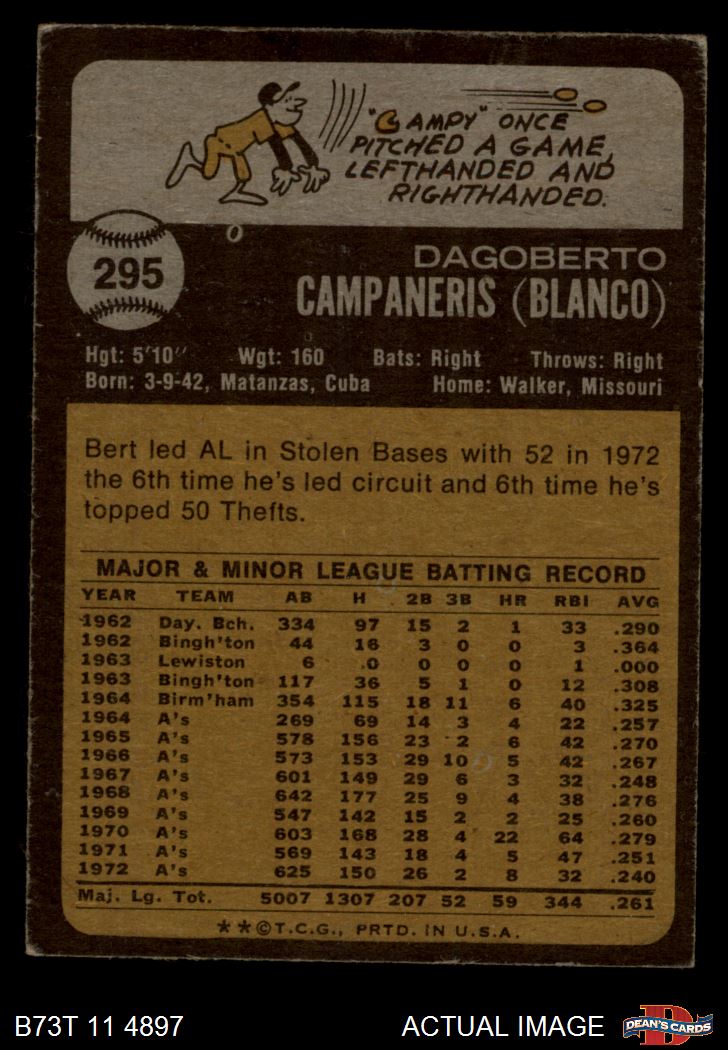 "CAMPY" ONCE
PITCHED A GAME,
LEFTHANDED AND
RIGHTHANDED.
295
DAGOBERTO
CAMPANERIS (BLANCO)
Hgt: 5'10" Wgt: 160 Bats: Right Throws: Right
Born: 3-9-42, Matanzas, Cuba Home: Walker, Missouri
Bert led AL in Stolen Bases with 52 in 1972
the 6th time he's led circuit and 6th time he's
topped 50 Thefts.
MAJOR & MINOR LEAGUE BATTING RECORD
YEAR TEAM AB H 2B 3B HR RBI AVG
1962 Day. Bch. 334 97 15 2 1 33 .290
1962 Bingh'ton 44 16 3 0 0 3 .364
1963 Lewiston 6 0 0 0 0 1 .000
1963 Bingh'ton 117 36 5 1 0 12 .308
1964 Birm'ham 354 115 18 11 6 40 .325
1964 A's 269 69 14 3 4 22 .257
1965 A's 578 156 23 2 6 42 .270
1966 A's 573 153 29 10 5 42 .267
1967 A's 601 149 29 6 3 32 .248
1968 A's 642 177 25 9 4 38 .276
1969 A's 547 142 15 2 2 25 .260
1970 A's 603 168 28 4 22 64 .279
1971 A's 569 143 18 4 5 47 .251
1972 A's 625 150 26 2 8 32 .240
Maj. Lg. Tot. 5007 1307 207 52 59 344 .261
**©T.C.G., PRTD. IN U.S.A.
B73T 11 4897 ACTUAL IMAGE DEAN'S CARDS